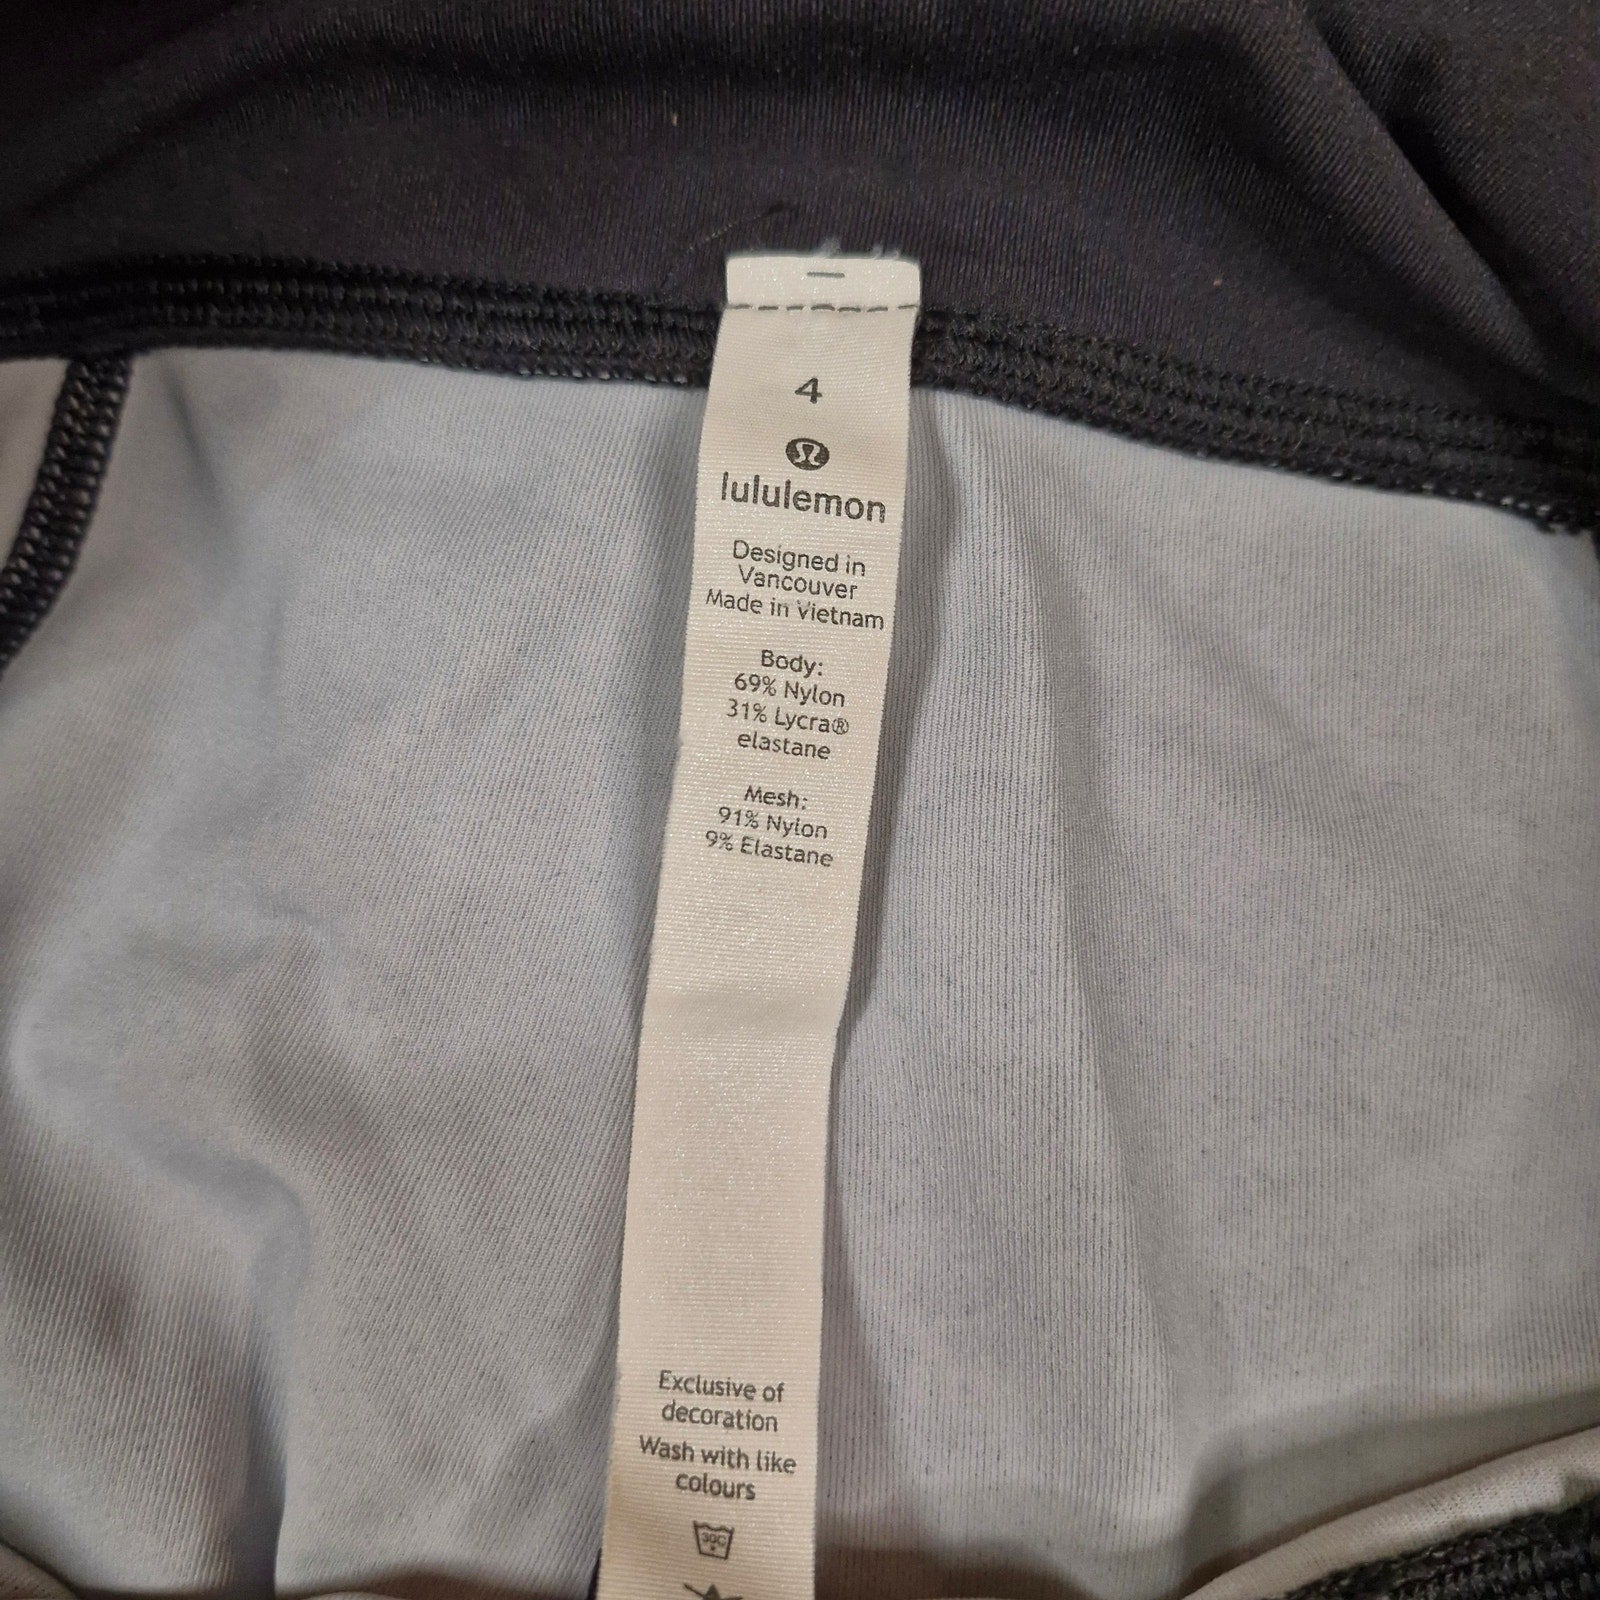 4
lululemon
Designed in
Vancouver
Made in Vietnam
Body:
69% Nylon
31% Lycra®
elastane
Mesh:
91% Nylon
9% Elastane
Exclusive of
decoration
Wash with like
colours
30C